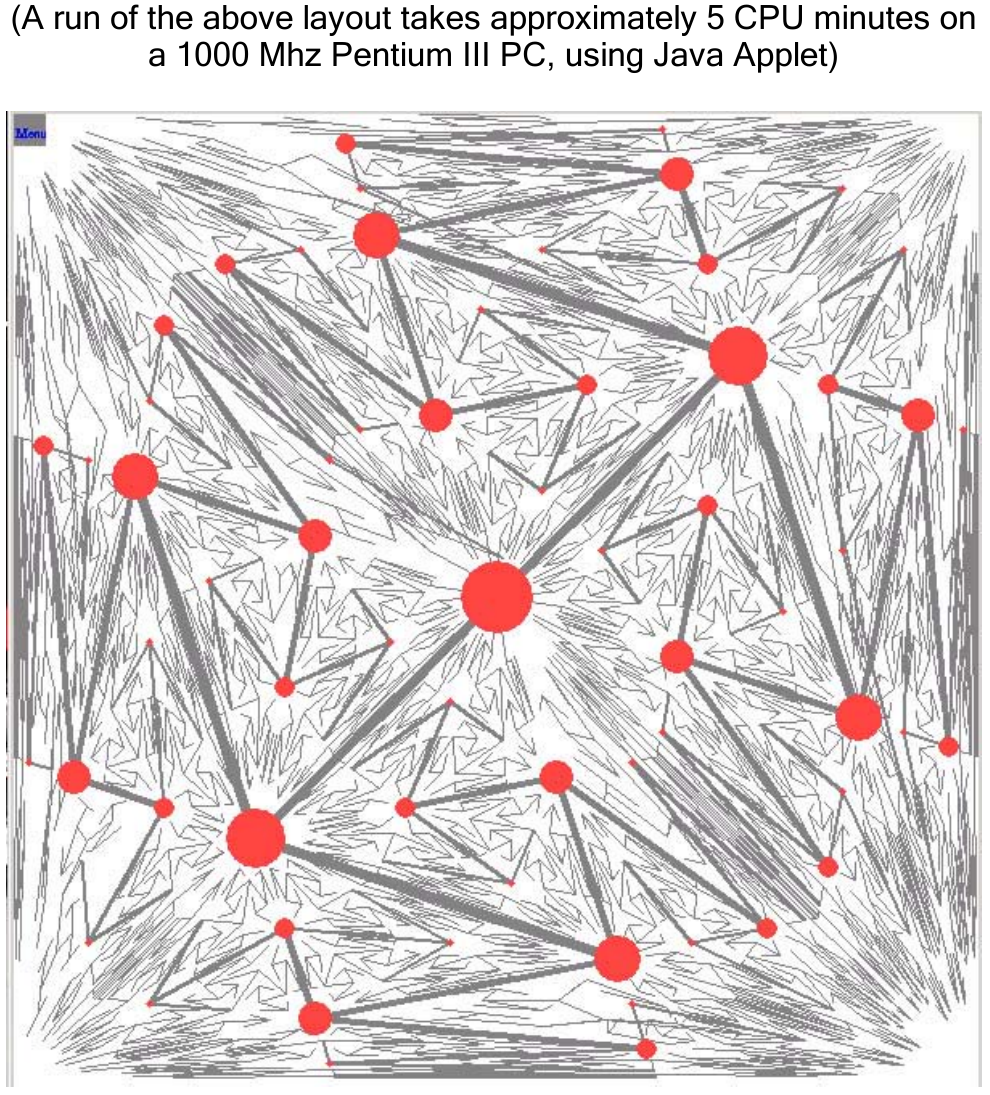 (A run of the above layout takes approximately 5 CPU minutes on
a 1000 Mhz Pentium III PC, using Java Applet)
Menu